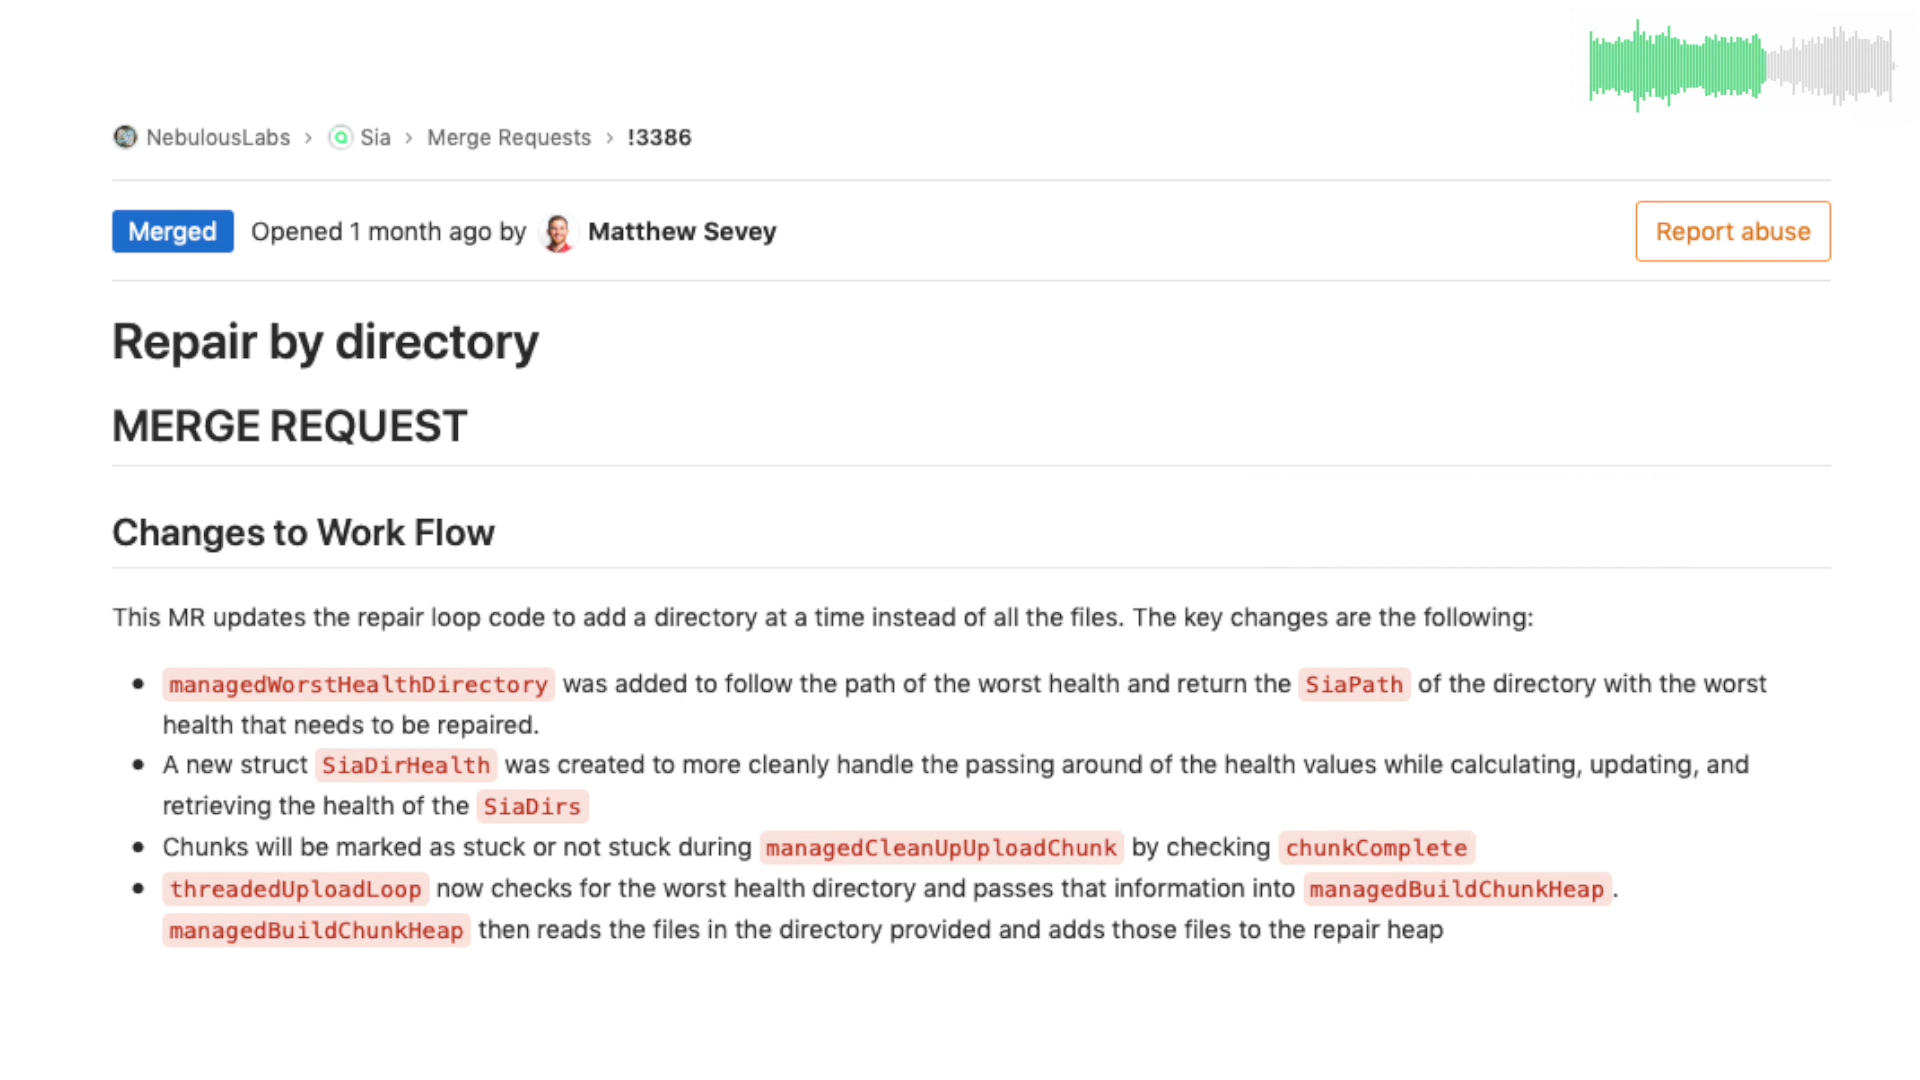 NebulousLabs > Sia > Merge Requests > !3386
Merged Opened 1 month ago by Matthew Sevey Report abuse
Repair by directory
MERGE REQUEST
Changes to Work Flow
This MR updates the repair loop code to add a directory at a time instead of all the files. The key changes are the following:
• managedWorstHealthDirectory was added to follow the path of the worst health and return the SiaPath of the directory with the worst
health that needs to be repaired.
• A new struct SiaDirHealth was created to more cleanly handle the passing around of the health values while calculating, updating, and
retrieving the health of the SiaDirs
• Chunks will be marked as stuck or not stuck during managedCleanUpUploadChunk by checking chunkComplete
• threadedUploadLoop now checks for the worst health directory and passes that information into managedBuildChunkHeap.
managedBuildChunkHeap then reads the files in the directory provided and adds those files to the repair heap